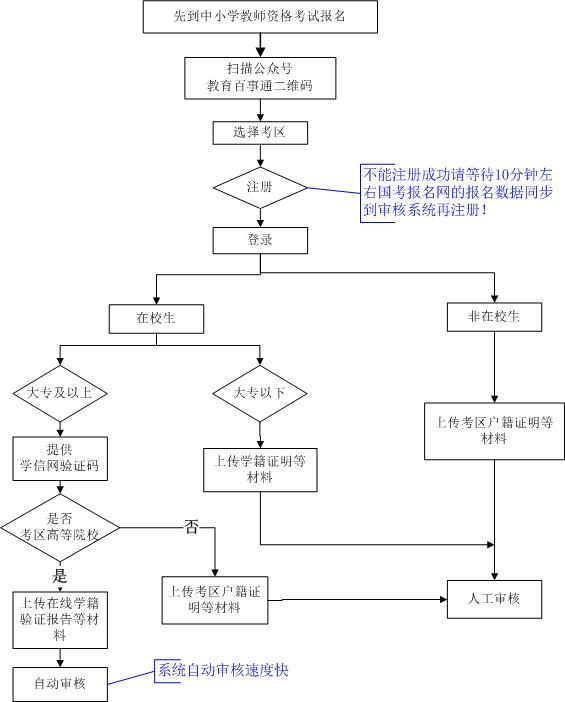 先到中小学教师资格考试报名
扫描公众号
教育百事通二维码
选择考区
注册
不能注册成功请等待10分钟左
右国考报名网的报名数据同步
到审核系统再注册！
登录
在校生
非在校生
大专及以上
大专以下
上传考区户籍证明等
材料
提供
学信网验证码
上传学籍证明等
材料
是否
考区高等院校
否
是
上传在线学籍
验证报告等材
料
上传考区户籍证
明等材料
人工审核
自动审核
系统自动审核速度快